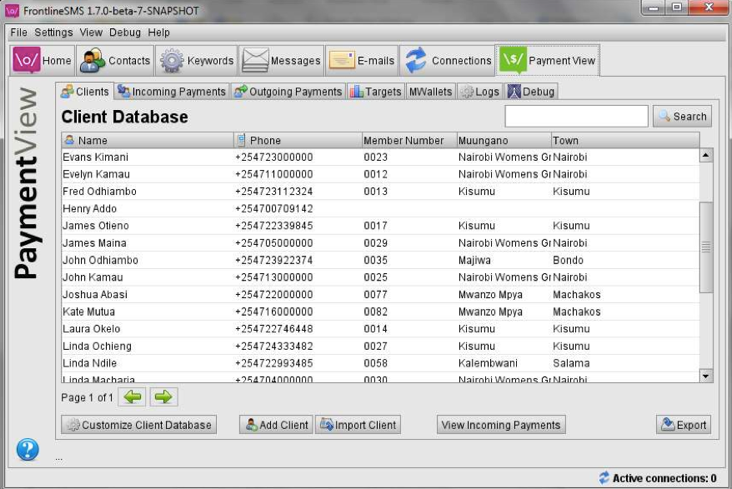 FrontlineSMS 1.7.0-beta-7-SNAPSHOT
File Settings View Debug Help
\o/ Home Contacts Keywords Messages E-mails Connections \$/ Payment View
PaymentView
Clients Incoming Payments Outgoing Payments Targets MWallets Logs Debug
Client Database Search
Name Phone Member Number Muungano Town
Evans Kimani +254723000000 0023 Nairobi Womens Gr Nairobi
Evelyn Kamau +254711000000 0012 Nairobi Womens Gr Nairobi
Fred Odhiambo +254723112324 0013 Kisumu Kisumu
Henry Addo +254700709142
James Otieno +254722339845 0017 Kisumu Kisumu
James Maina +254705000000 0029 Nairobi Womens Gr Nairobi
John Odhiambo +254723922374 0035 Majiwa Bondo
John Kamau +254713000000 0025 Nairobi Womens Gr Nairobi
Joshua Abasi +254722000000 0077 Mwanzo Mpya Machakos
Kate Mutua +254716000000 0082 Mwanzo Mpya Machakos
Laura Okelo +254722746448 0014 Kisumu Kisumu
Linda Ochieng +254724333482 0027 Kisumu Kisumu
Linda Ndile +254722993485 0058 Kalembwani Salama
Linda Macharia +254704000000 0030 Nairobi Womens Gr Nairobi
Page 1 of 1
Customize Client Database Add Client Import Client View Incoming Payments Export
? ...
Active connections: 0